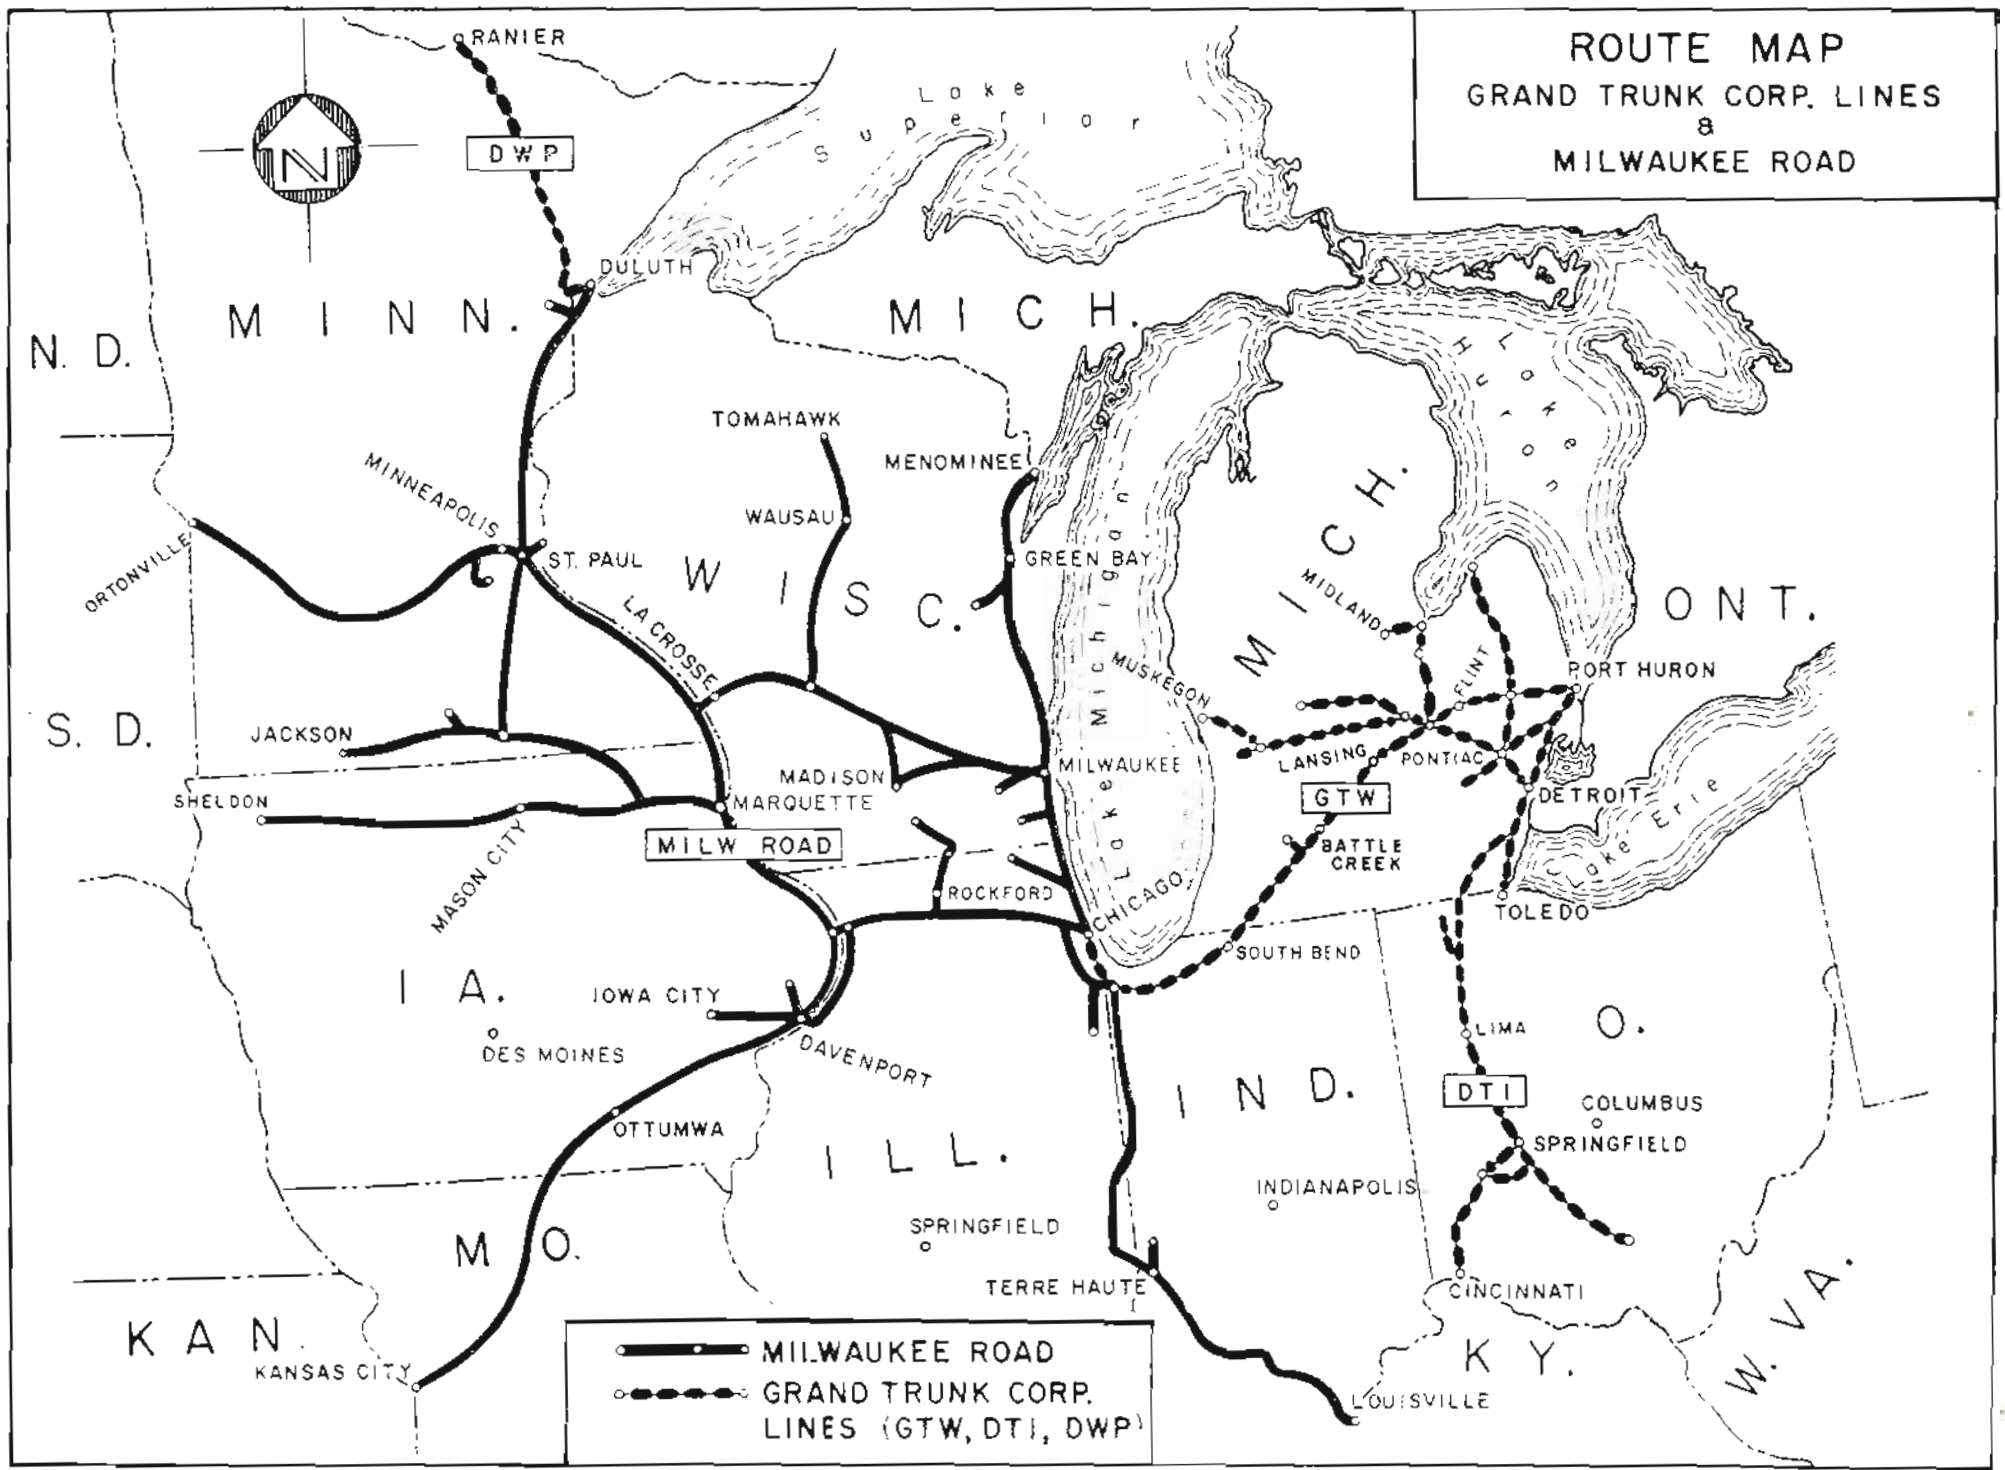 ROUTE MAP
GRAND TRUNK CORP. LINES
&
MILWAUKEE ROAD
RANIER
DWP
Lake
Superior
DULUTH
MINN.
MICH.
N. D.
N
Lake
Huron
TOMAHAWK
MENOMINEE
MINNEAPOLIS
WAUSAU
MICH.
ORTONVILLE
ST. PAUL
WISC.
GREEN BAY
LA CROSSE
Lake Michigan
MIDLAND
ONT.
MUSKEGON
FLINT
PORT HURON
S. D.
JACKSON
MADISON
MILWAUKEE
LANSING
PONTIAC
SHELDON
MARQUETTE
GTW
DETROIT
MILW ROAD
BATTLE
CREEK
Lake Erie
MASON CITY
ROCKFORD
CHICAGO
TOLEDO
SOUTH BEND
IA.
IOWA CITY
DES MOINES
DAVENPORT
LIMA
O.
IND.
DTI
COLUMBUS
OTTUMWA
SPRINGFIELD
ILL.
INDIANAPOLIS
MO.
SPRINGFIELD
TERRE HAUTE
CINCINNATI
KAN.
KANSAS CITY
KY.
W. VA.
LOUISVILLE
MILWAUKEE ROAD
GRAND TRUNK CORP.
LINES (GTW, DTI, DWP)